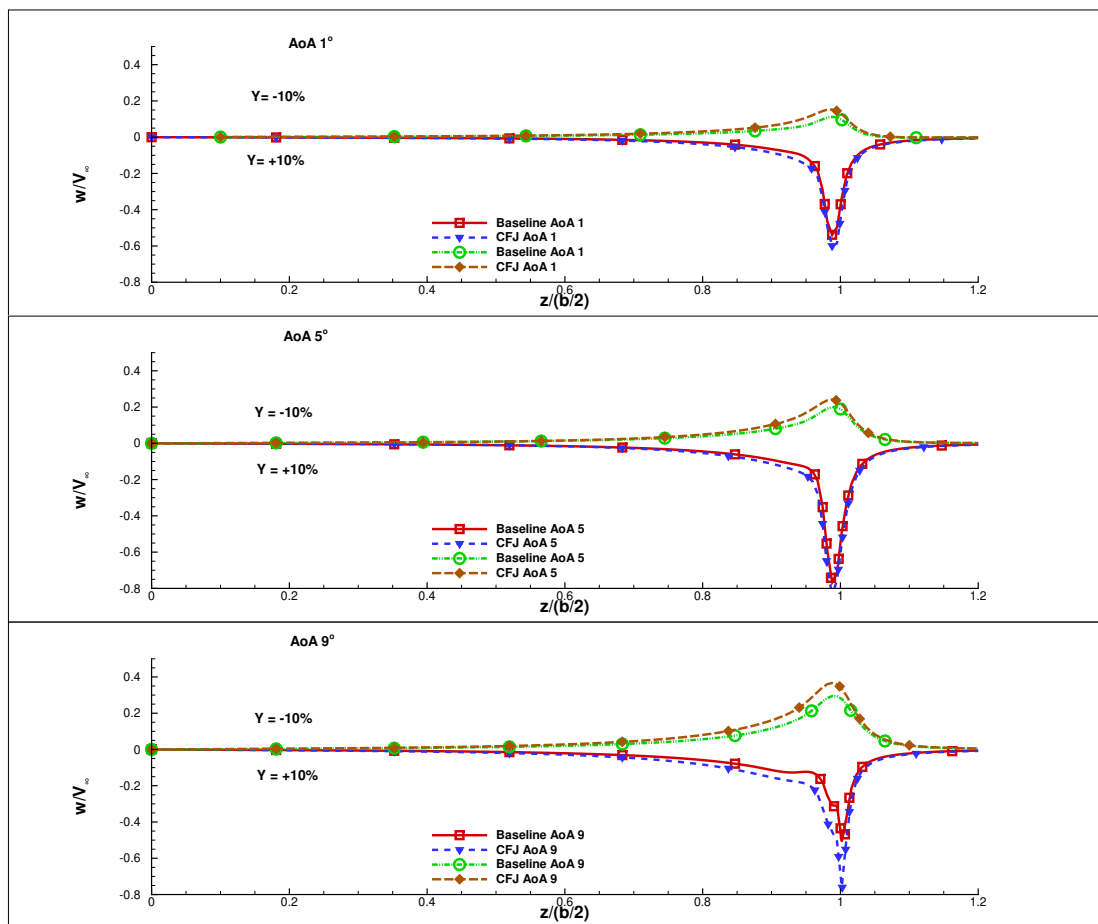 AoA 1°
0.4
Y= -10%
0.2
0
Y= +10%
-0.2
w/V∞
-0.4
Baseline AoA 1
CFJ AoA 1
-0.6
Baseline AoA 1
CFJ AoA 1
-0.8
0 0.2 0.4 0.6 0.8 1 1.2
z/(b/2)
AoA 5°
0.4
Y = -10%
0.2
0
Y = +10%
-0.2
w/V∞
-0.4
Baseline AoA 5
CFJ AoA 5
-0.6
Baseline AoA 5
CFJ AoA 5
-0.8
0 0.2 0.4 0.6 0.8 1 1.2
z/(b/2)
AoA 9°
0.4
Y = -10%
0.2
0
Y = +10%
-0.2
w/V∞
-0.4
Baseline AoA 9
CFJ AoA 9
-0.6
Baseline AoA 9
CFJ AoA 9
-0.8
0 0.2 0.4 0.6 0.8 1 1.2
z/(b/2)